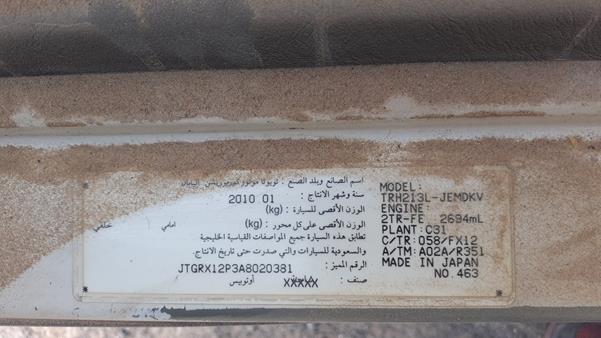 اسم الصانع وبلد الصنع : تويوتا موتور كوربوريشن اليابان
سنة وشهر الانتاج : 2010 01
الوزن الأقصى للسيارة : (kg)
الوزن الأقصى على كل محور : (kg) امامي خلفي
تطابق هذه السيارة جميع المواصفات القياسية الخليجية
والسعودية للسيارات والتي صدرت حتى تاريخ الانتاج.
الرقم المميز : JTGRX12P3A8020381
صنف : XXXXX أوتوبيس
MODEL:
TRH213L-JEMDKV
ENGINE:
2TR-FE 2694mL
PLANT: C31
C/TR: 058/FX12
A/TM: A02A/R351
MADE IN JAPAN
NO.463